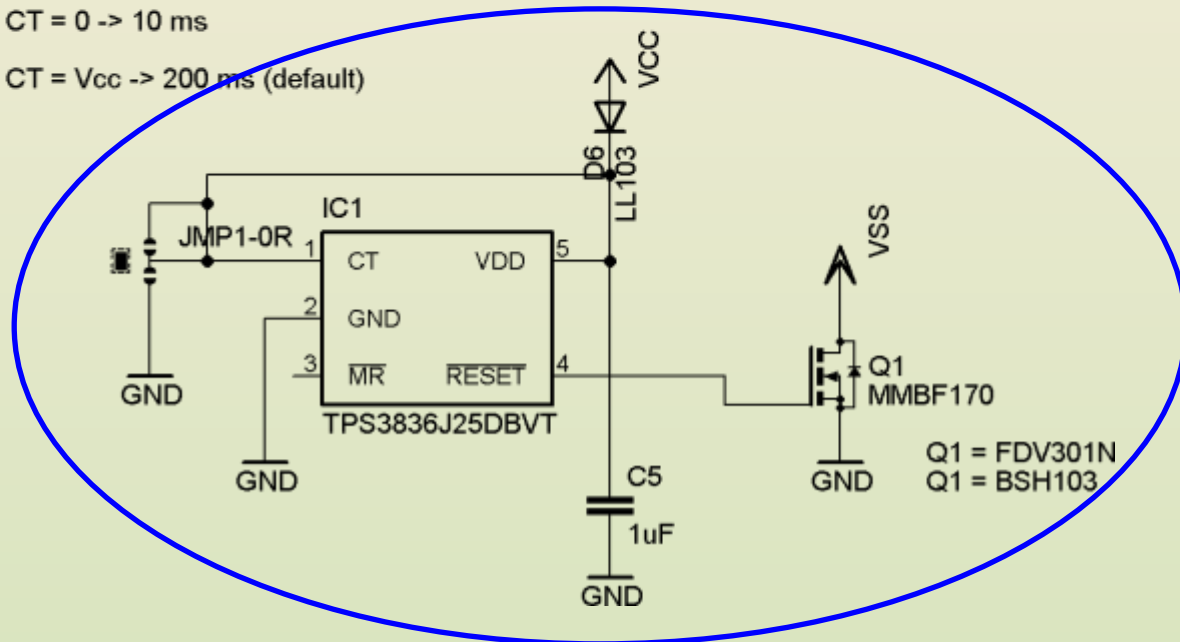 CT = 0 -> 10 ms
CT = Vcc -> 200 ms (default)
VCC
D6
LL103
IC1
JMP1-0R
1
CT
VDD
5
2
GND
3
MR
RESET
4
TPS3836J25DBVT
GND
GND
VSS
Q1
MMBF170
GND
Q1 = FDV301N
Q1 = BSH103
C5
1uF
GND